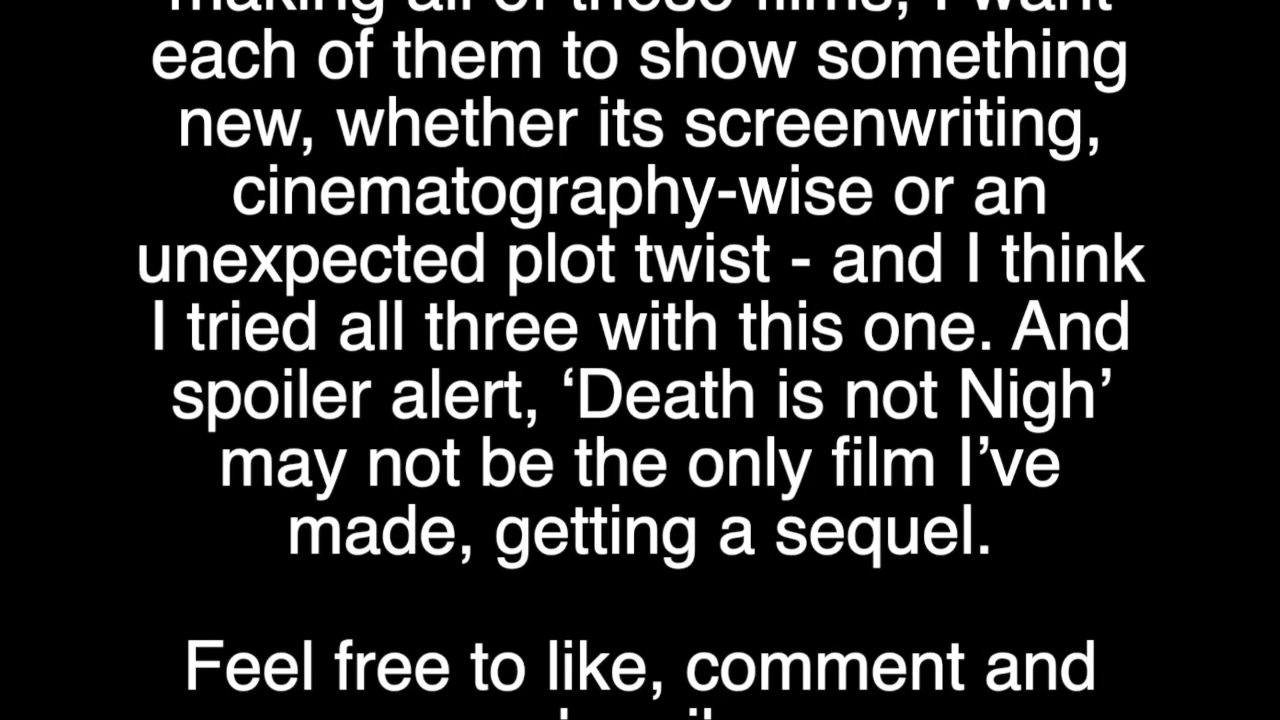 making all of these films, I want
each of them to show something
new, whether its screenwriting,
cinematography-wise or an
unexpected plot twist - and I think
I tried all three with this one. And
spoiler alert, ‘Death is not Nigh’
may not be the only film I’ve
made, getting a sequel.
Feel free to like, comment and